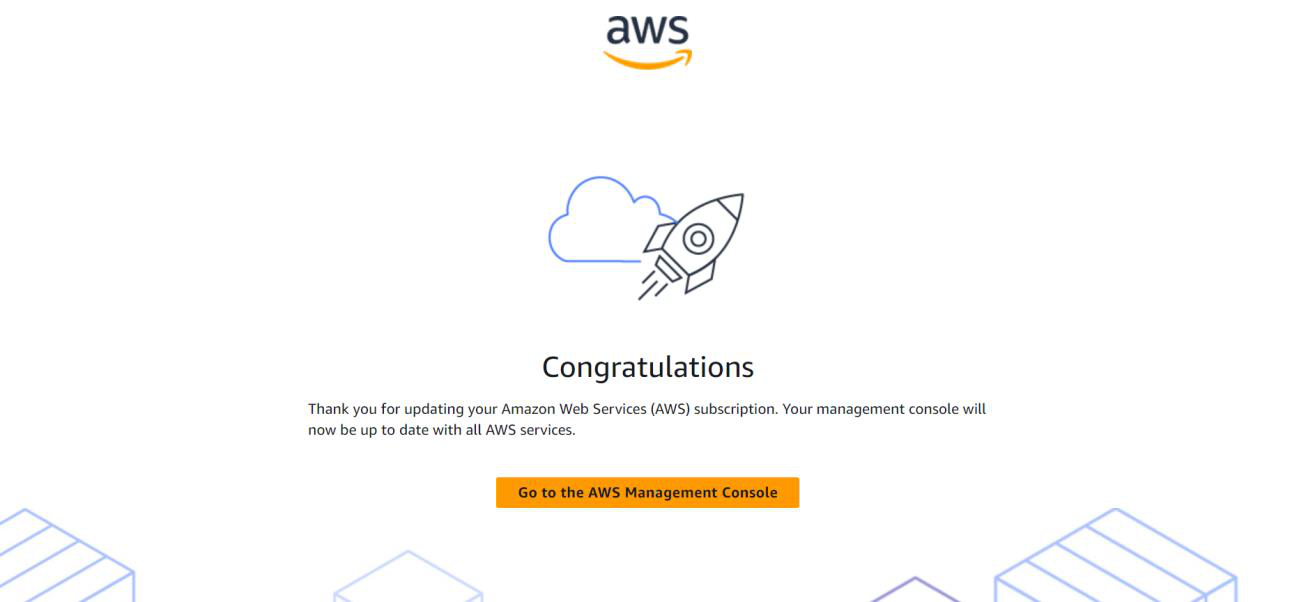 aws
Congratulations
Thank you for updating your Amazon Web Services (AWS) subscription. Your management console will
now be up to date with all AWS services.
Go to the AWS Management Console